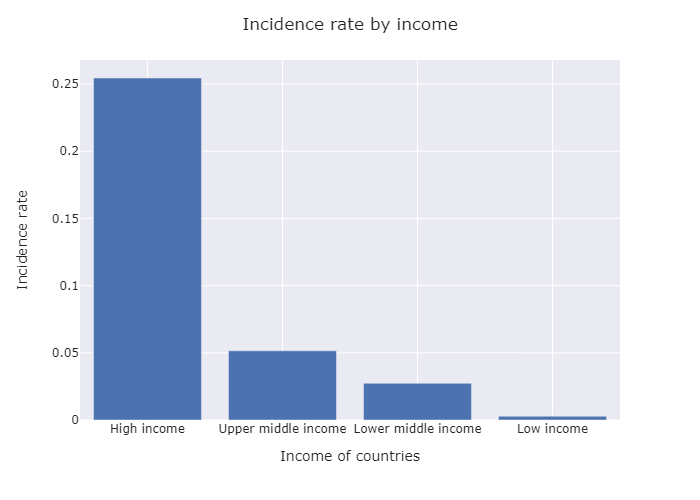 Incidence rate by income
Incidence rate
0.25
0.2
0.15
0.1
0.05
0
High income
Upper middle income
Lower middle income
Low income
Income of countries